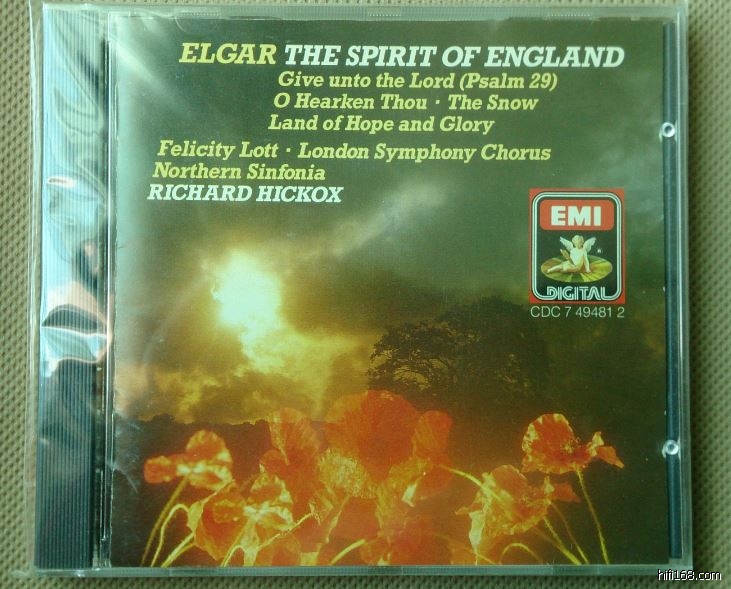 ELGAR THE SPIRIT OF ENGLAND
Give unto the Lord (Psalm 29)
O Hearken Thou · The Snow
Land of Hope and Glory
Felicity Lott · London Symphony Chorus
Northern Sinfonia
RICHARD HICKOX
EMI
DIGITAL
CDC 7 49481 2
hifi168.com